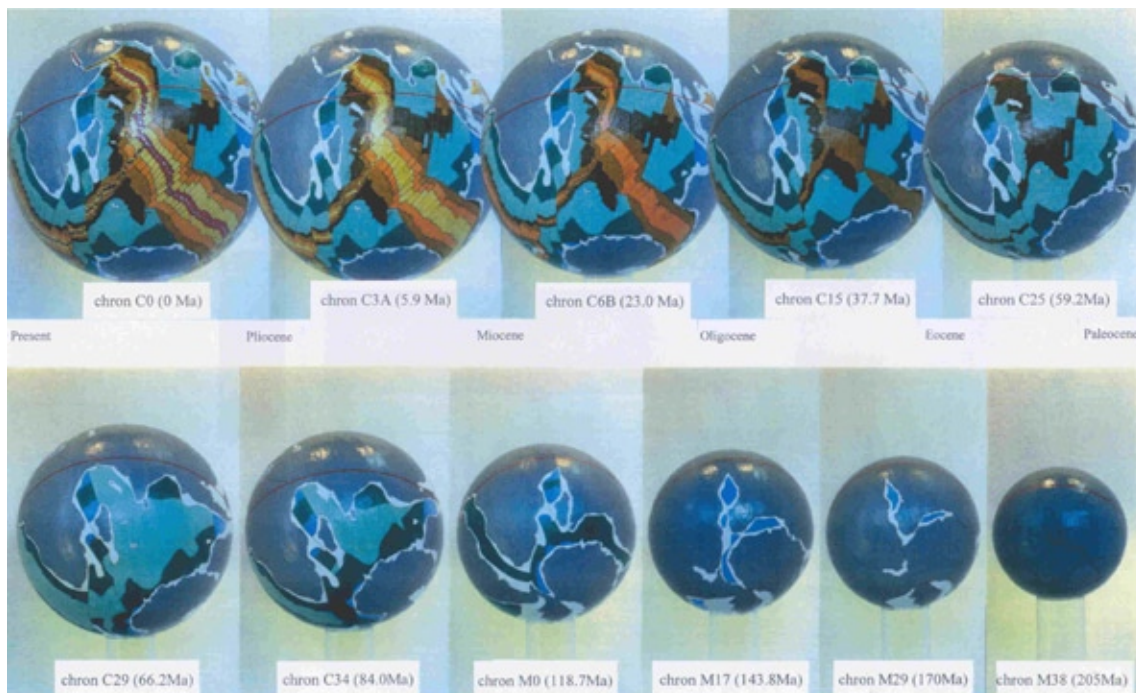 chron C0 (0 Ma)
chron C3A (5.9 Ma)
chron C6B (23.0 Ma)
chron C15 (37.7 Ma)
chron C25 (59.2Ma)
Present
Pliocene
Miocene
Oligocene
Eocene
Paleocene
chron C29 (66.2Ma)
chron C34 (84.0Ma)
chron M0 (118.7Ma)
chron M17 (143.8Ma)
chron M29 (170Ma)
chron M38 (205Ma)